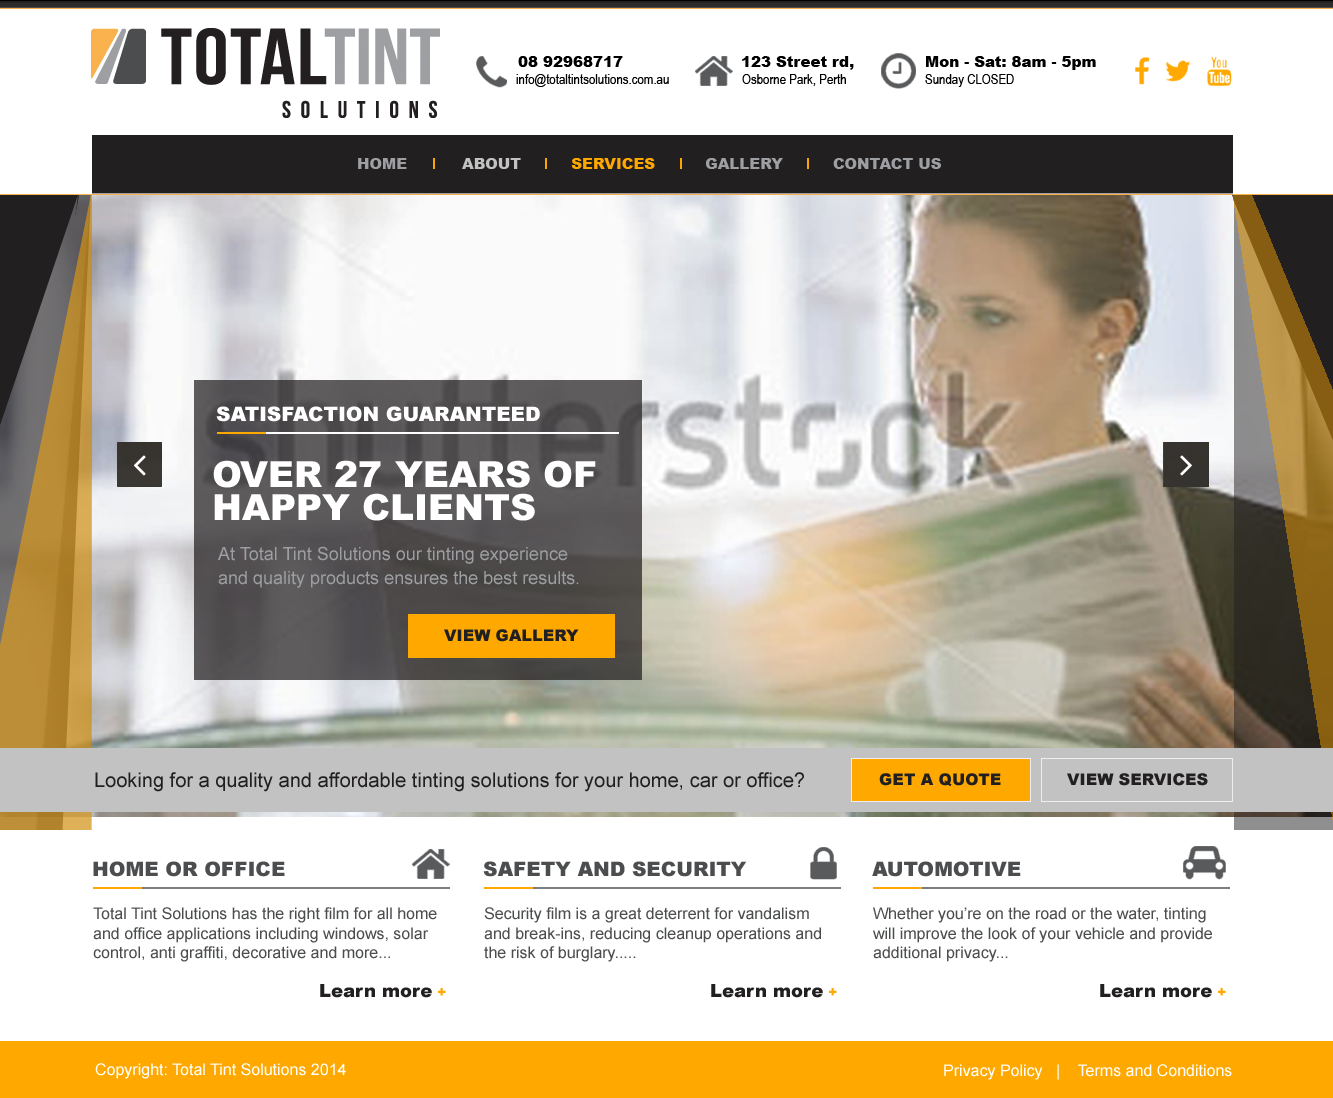 TOTALTINT
SOLUTIONS
08 92968717
info@totaltintsolutions.com.au
123 Street rd,
Osborne Park, Perth
Mon - Sat: 8am - 5pm
Sunday CLOSED
You
Tube
HOME
ABOUT
SERVICES
GALLERY
CONTACT US
shutterstock
SATISFACTION GUARANTEED
OVER 27 YEARS OF
HAPPY CLIENTS
At Total Tint Solutions our tinting experience
and quality products ensures the best results.
VIEW GALLERY
Looking for a quality and affordable tinting solutions for your home, car or office?
GET A QUOTE
VIEW SERVICES
HOME OR OFFICE
Total Tint Solutions has the right film for all home
and office applications including windows, solar
control, anti graffiti, decorative and more...
Learn more +
SAFETY AND SECURITY
Security film is a great deterrent for vandalism
and break-ins, reducing cleanup operations and
the risk of burglary.....
Learn more +
AUTOMOTIVE
Whether you're on the road or the water, tinting
will improve the look of your vehicle and provide
additional privacy...
Learn more +
Copyright: Total Tint Solutions 2014
Privacy Policy | Terms and Conditions